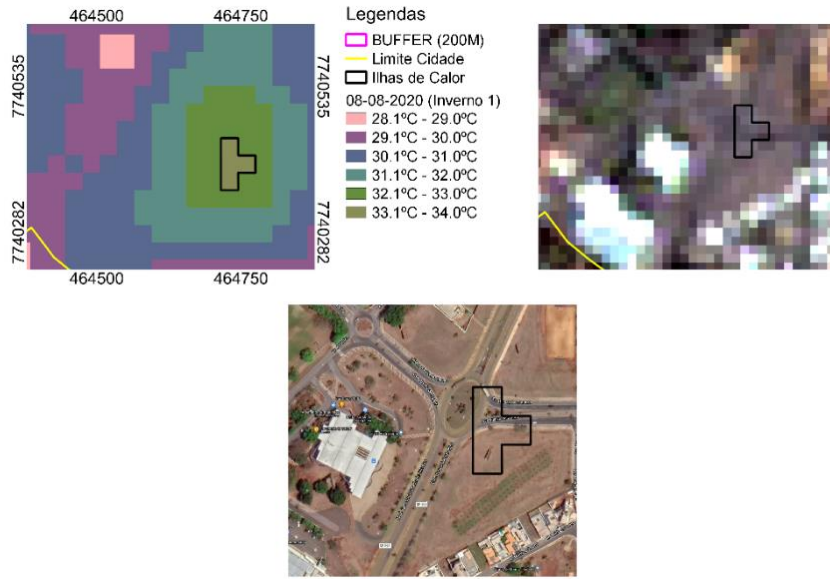 464500 464750
7740535
7740282
7740535
7740282
464500 464750
Legendas
BUFFER (200M)
Limite Cidade
Ilhas de Calor
08-08-2020 (Inverno 1)
28.1ºC - 29.0ºC
29.1ºC - 30.0ºC
30.1ºC - 31.0ºC
31.1ºC - 32.0ºC
32.1ºC - 33.0ºC
33.1ºC - 34.0ºC